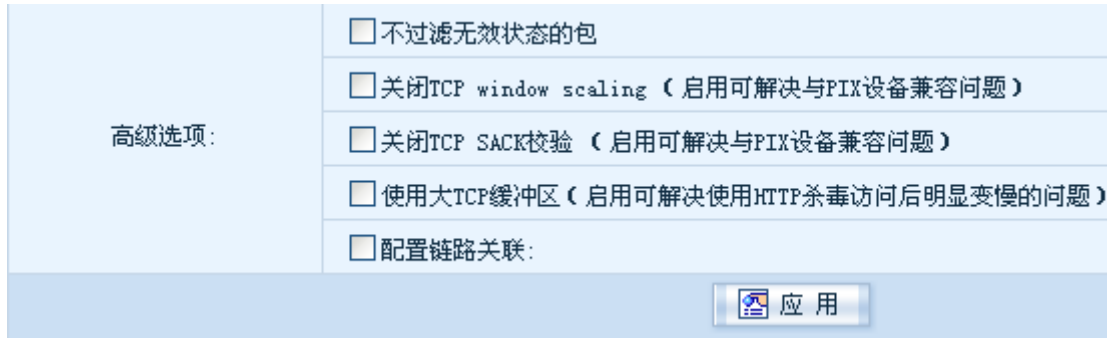 不过滤无效状态的包
关闭TCP window scaling（启用可解决与PIX设备兼容问题）
高级选项:
关闭TCP SACK校验 （启用可解决与PIX设备兼容问题）
使用大TCP缓冲区（启用可解决使用HTTP杀毒访问后明显变慢的问题）
配置链路关联:
应 用